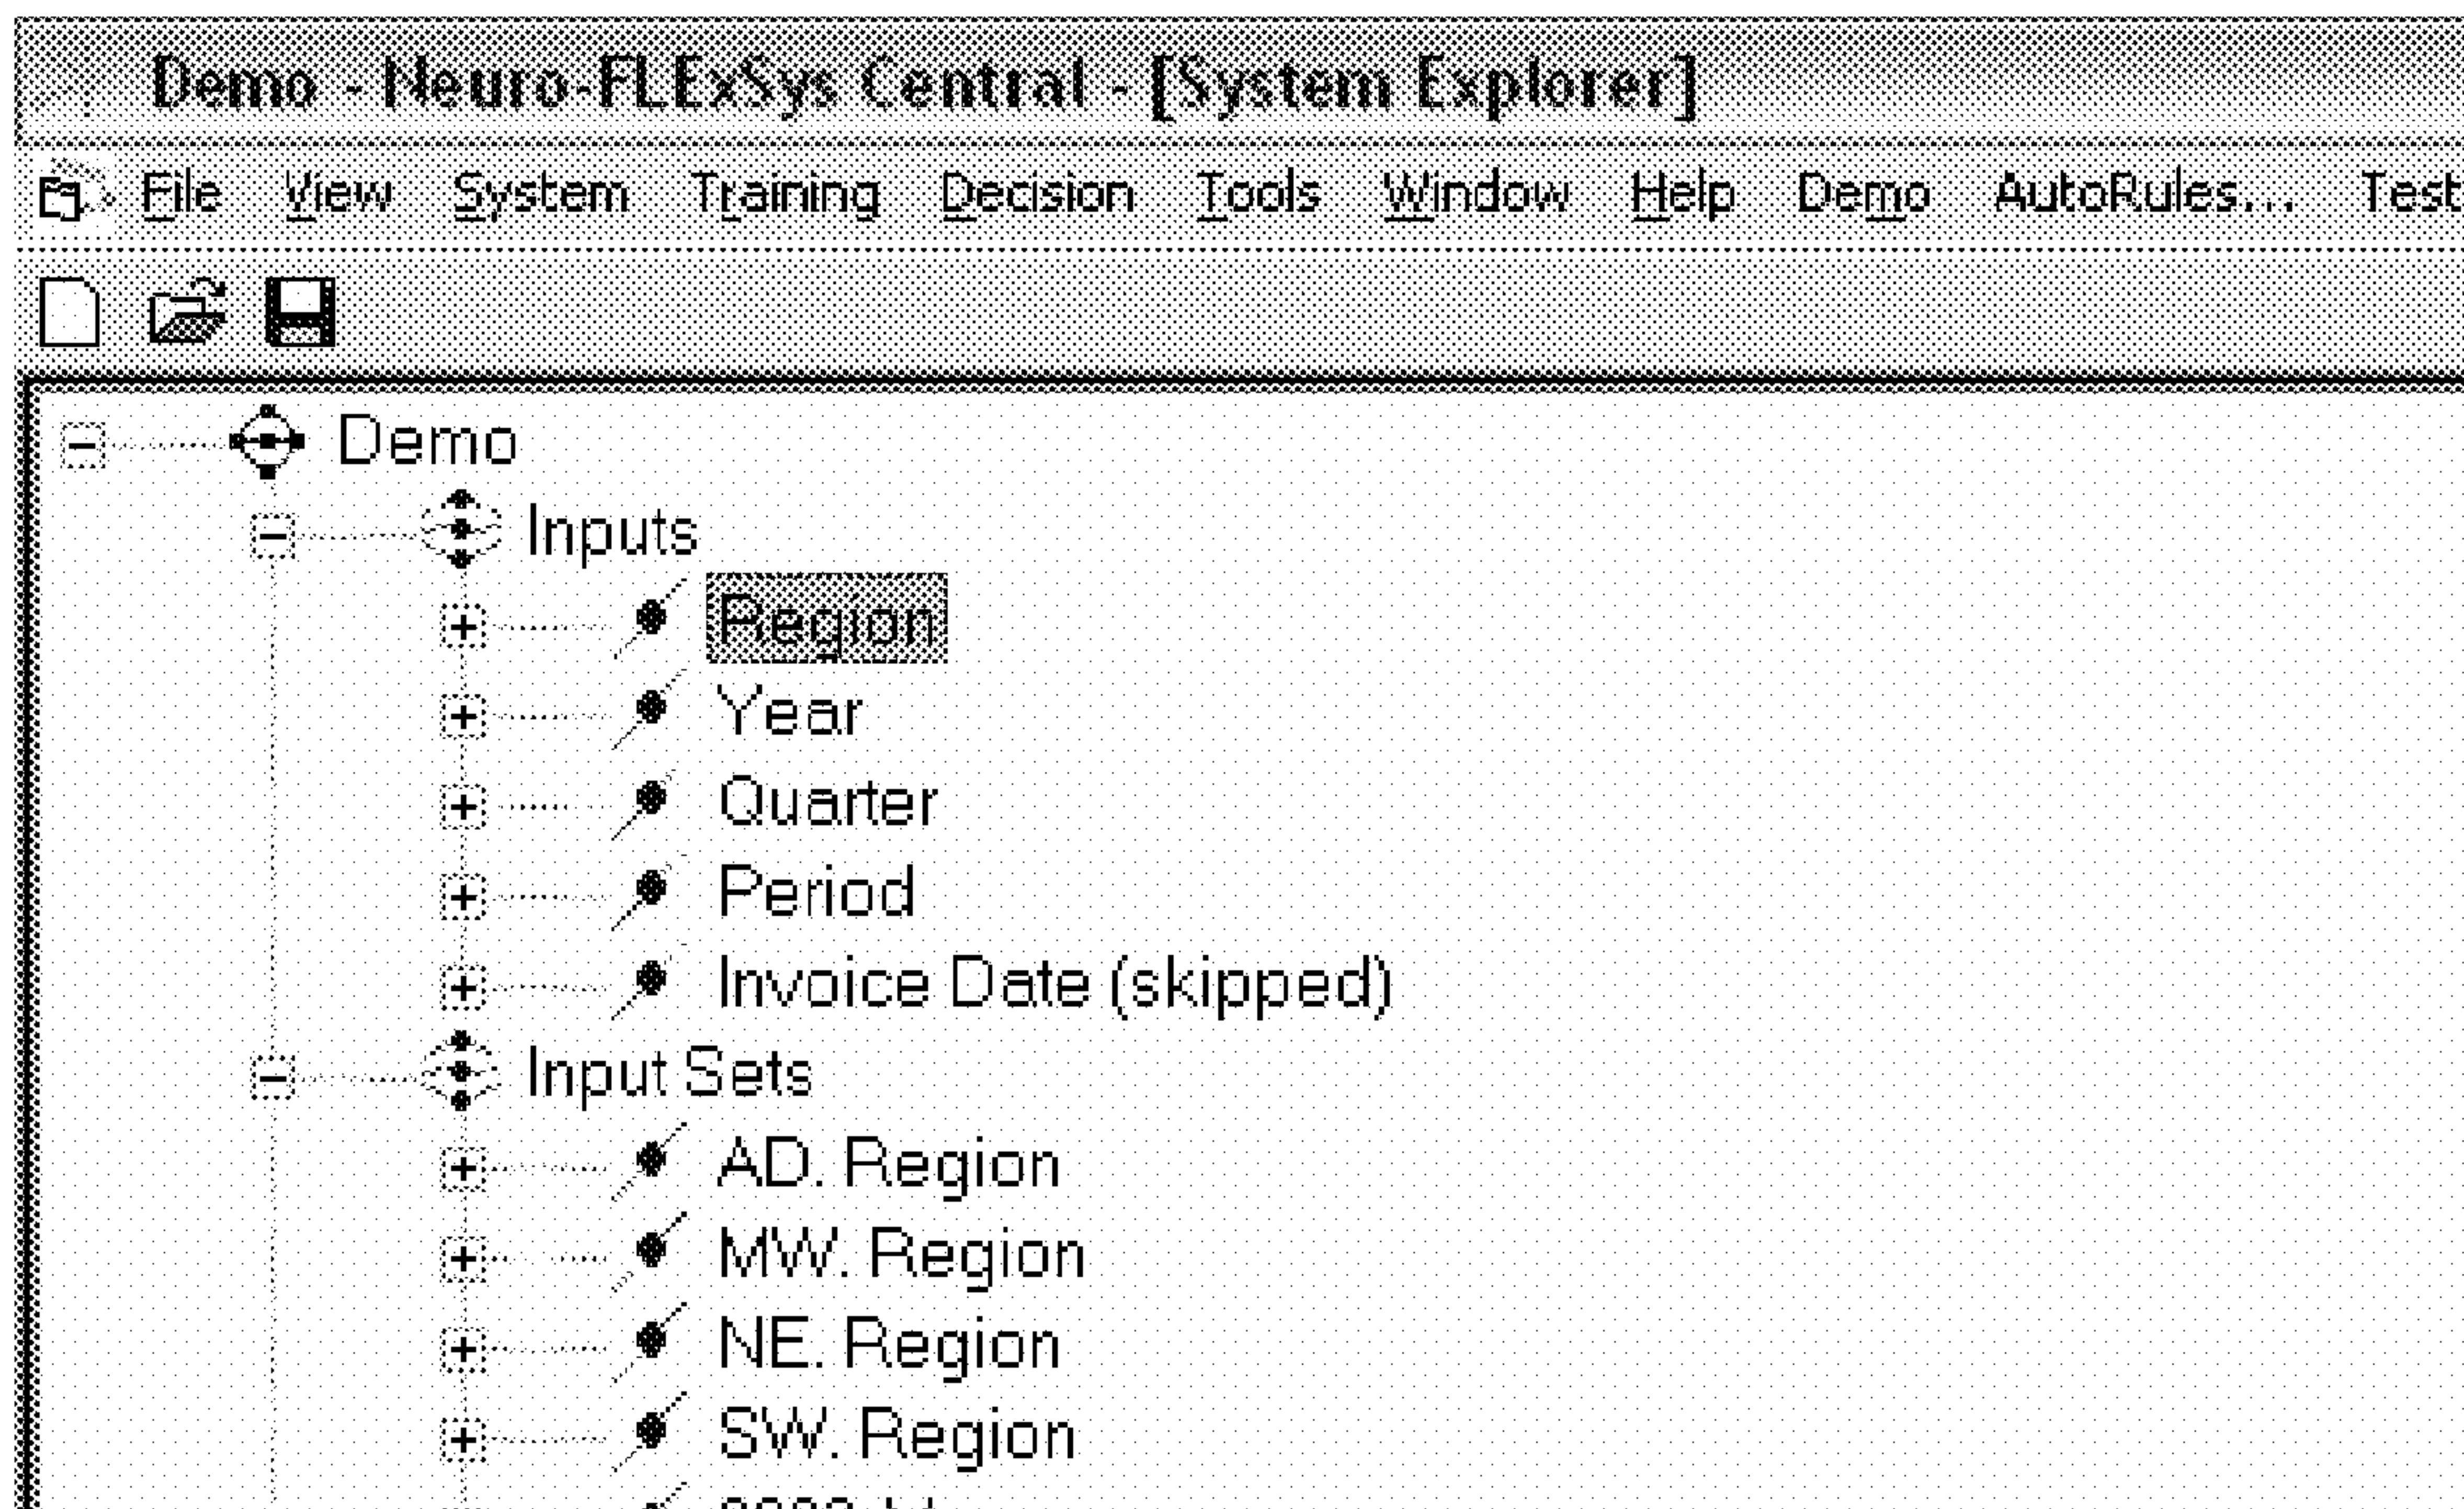 Demo - Neuro-FLExSys Central - [System Explorer]
File View System Training Decision Tools Window Help Demo AutoRules... Test
Demo
Inputs
Region
Year
Quarter
Period
Invoice Date (skipped)
Input Sets
AD. Region
MW. Region
NE. Region
SW. Region